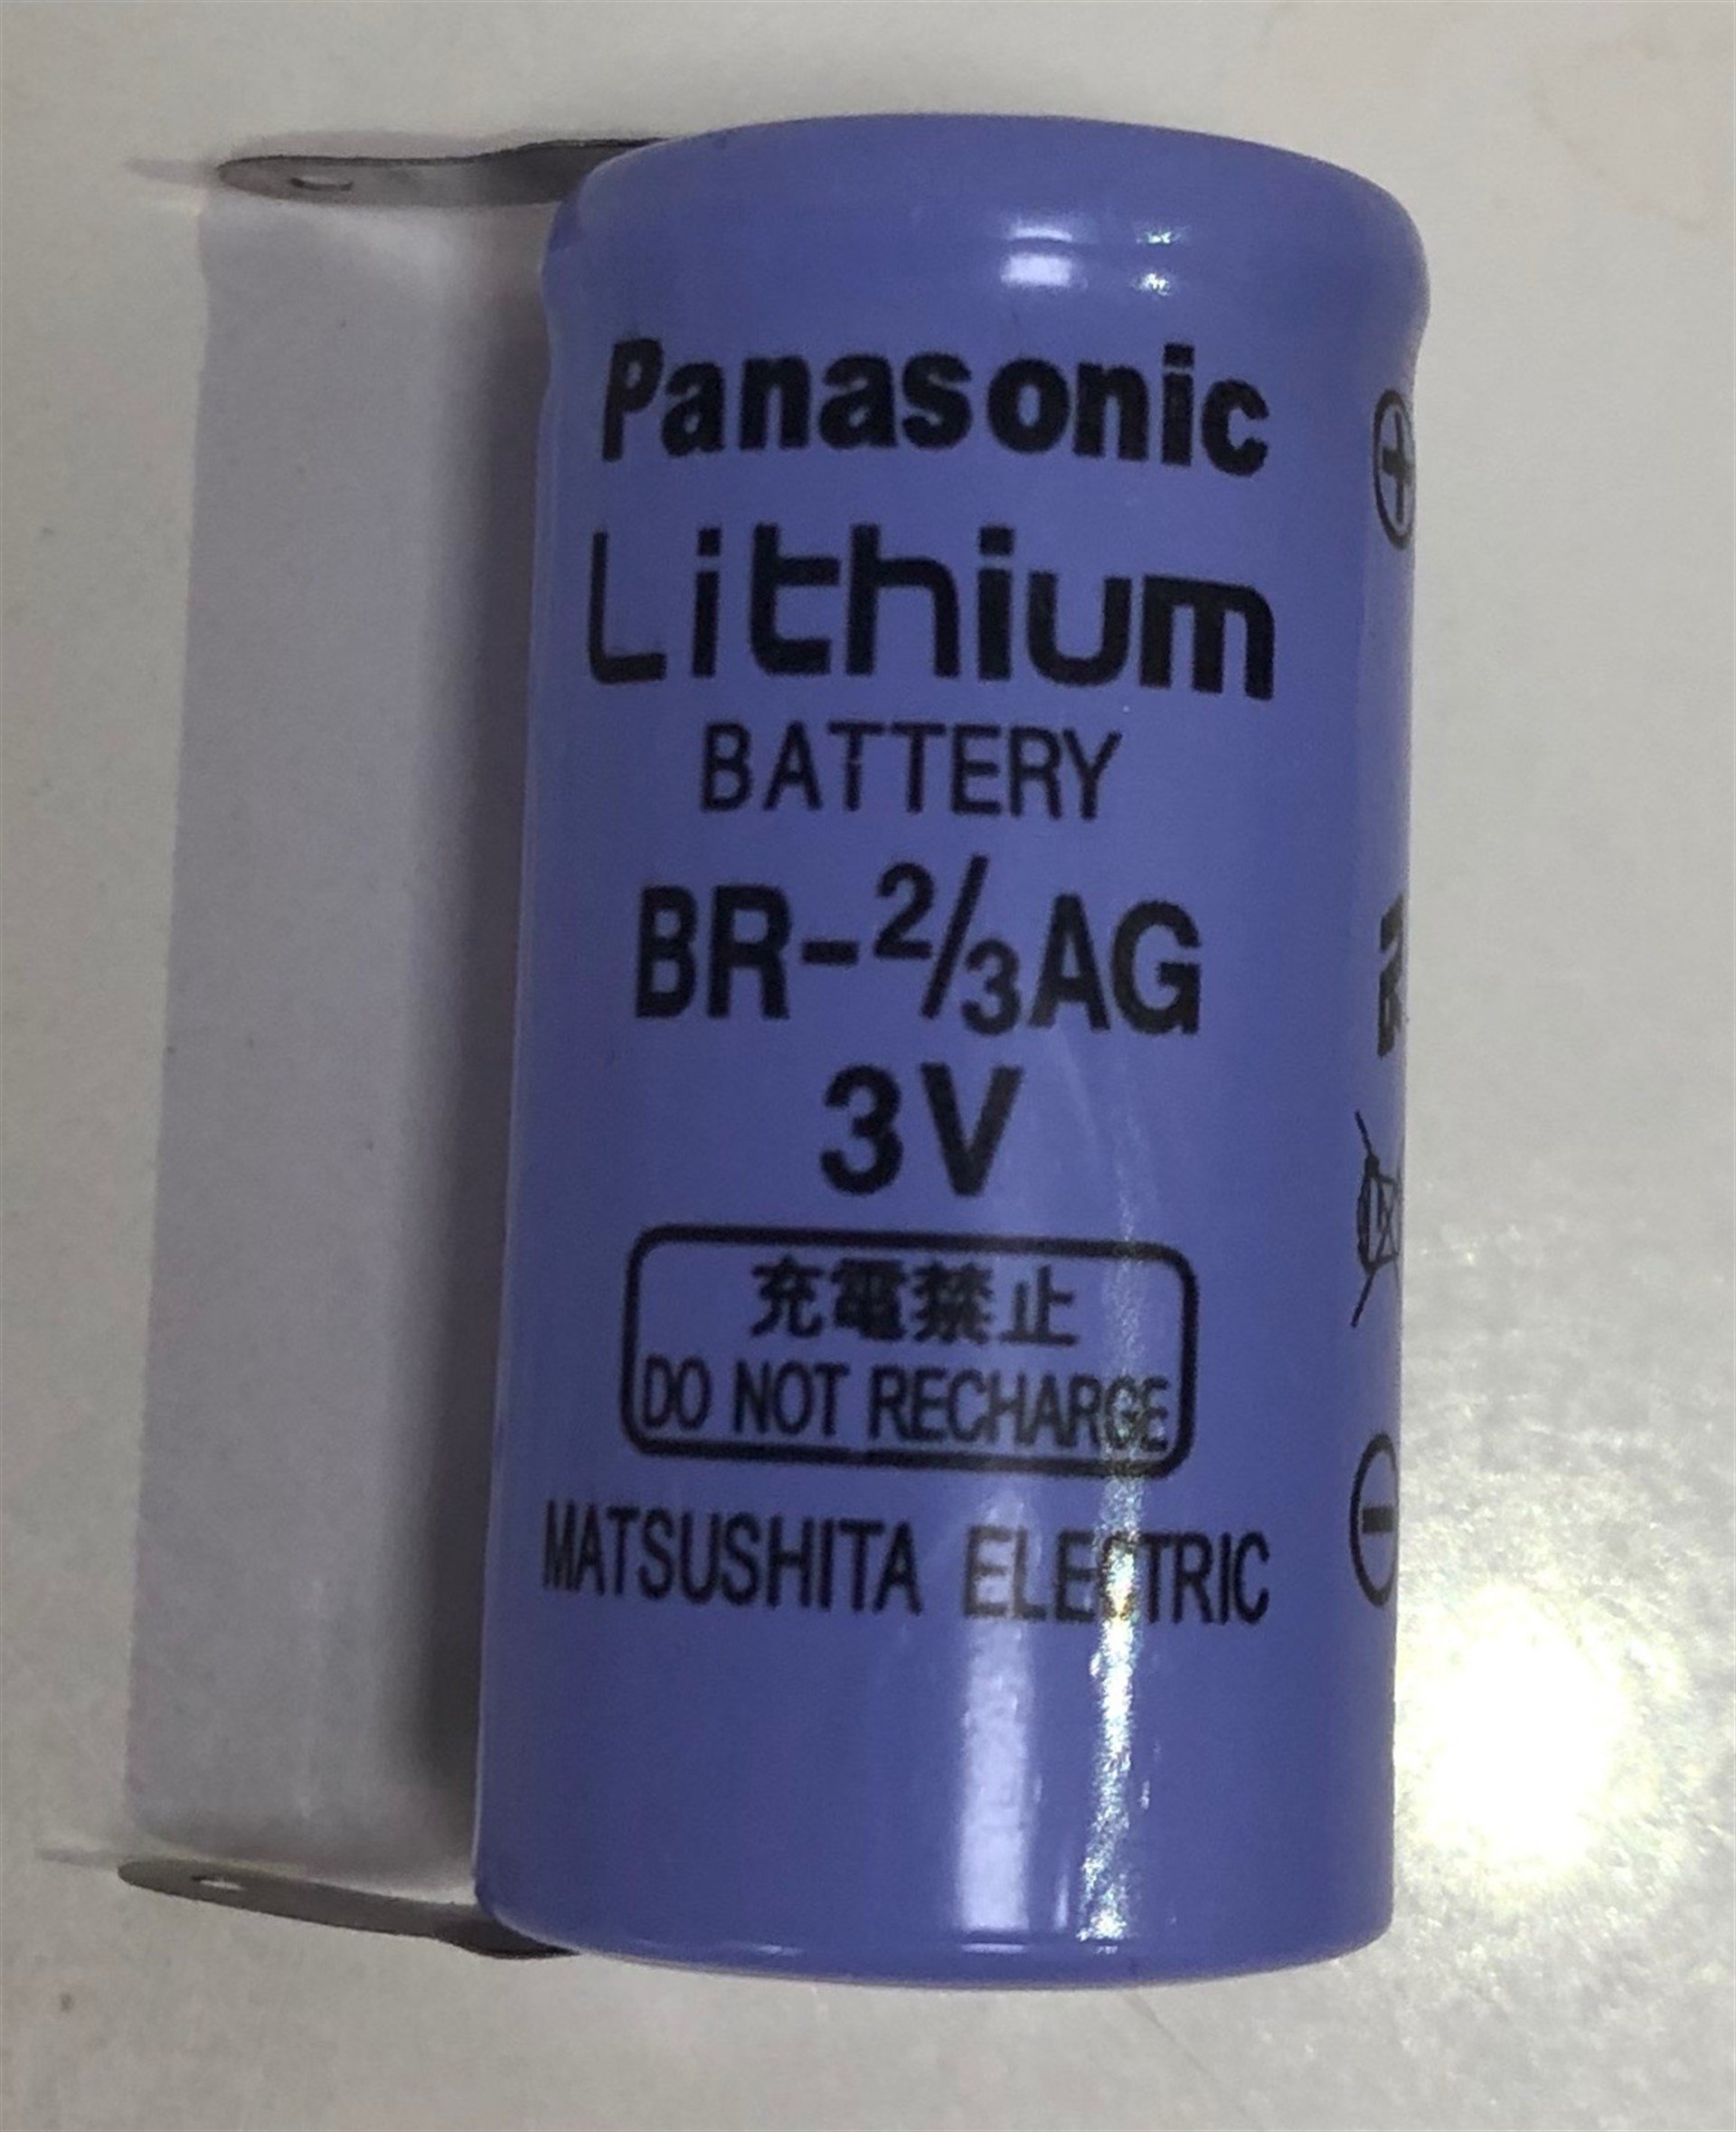 Panasonic
Lithium
BATTERY
BR-2/3AG
3V
充電禁止
DO NOT RECHARGE
MATSUSHITA ELECTRIC
+
-